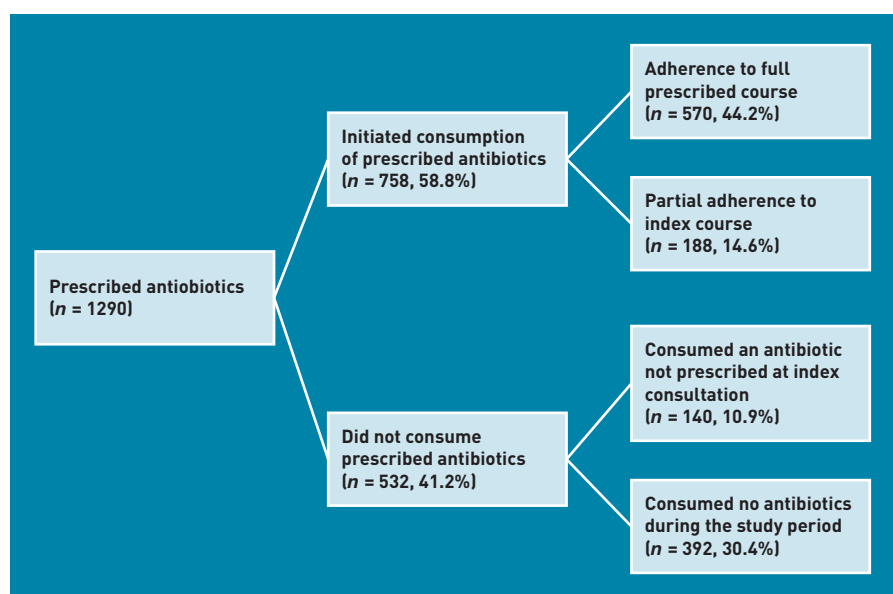 Prescribed antiobiotics
(n = 1290)
Initiated consumption
of prescribed antibiotics
(n = 758, 58.8%)
Did not consume
prescribed antibiotics
(n = 532, 41.2%)
Adherence to full
prescribed course
(n = 570, 44.2%)
Partial adherence to
index course
(n = 188, 14.6%)
Consumed an antibiotic
not prescribed at index
consultation
(n = 140, 10.9%)
Consumed no antibiotics
during the study period
(n = 392, 30.4%)